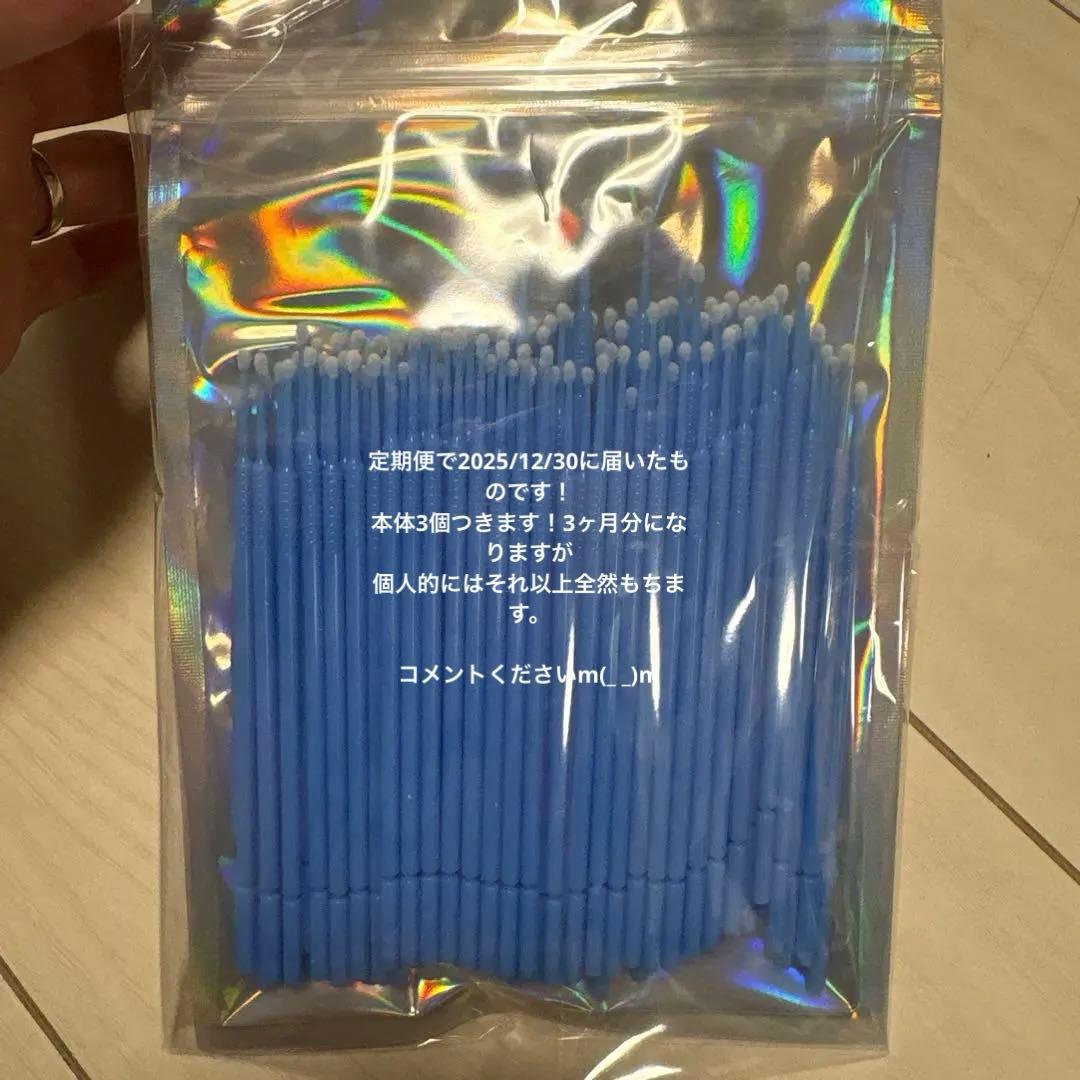 定期便で2025/12/30に届いたも
のです！
本体3個つきます！3ヶ月分にな
りますが
個人的にはそれ以上全然もちま
す。
コメントくださいm(_ _)m